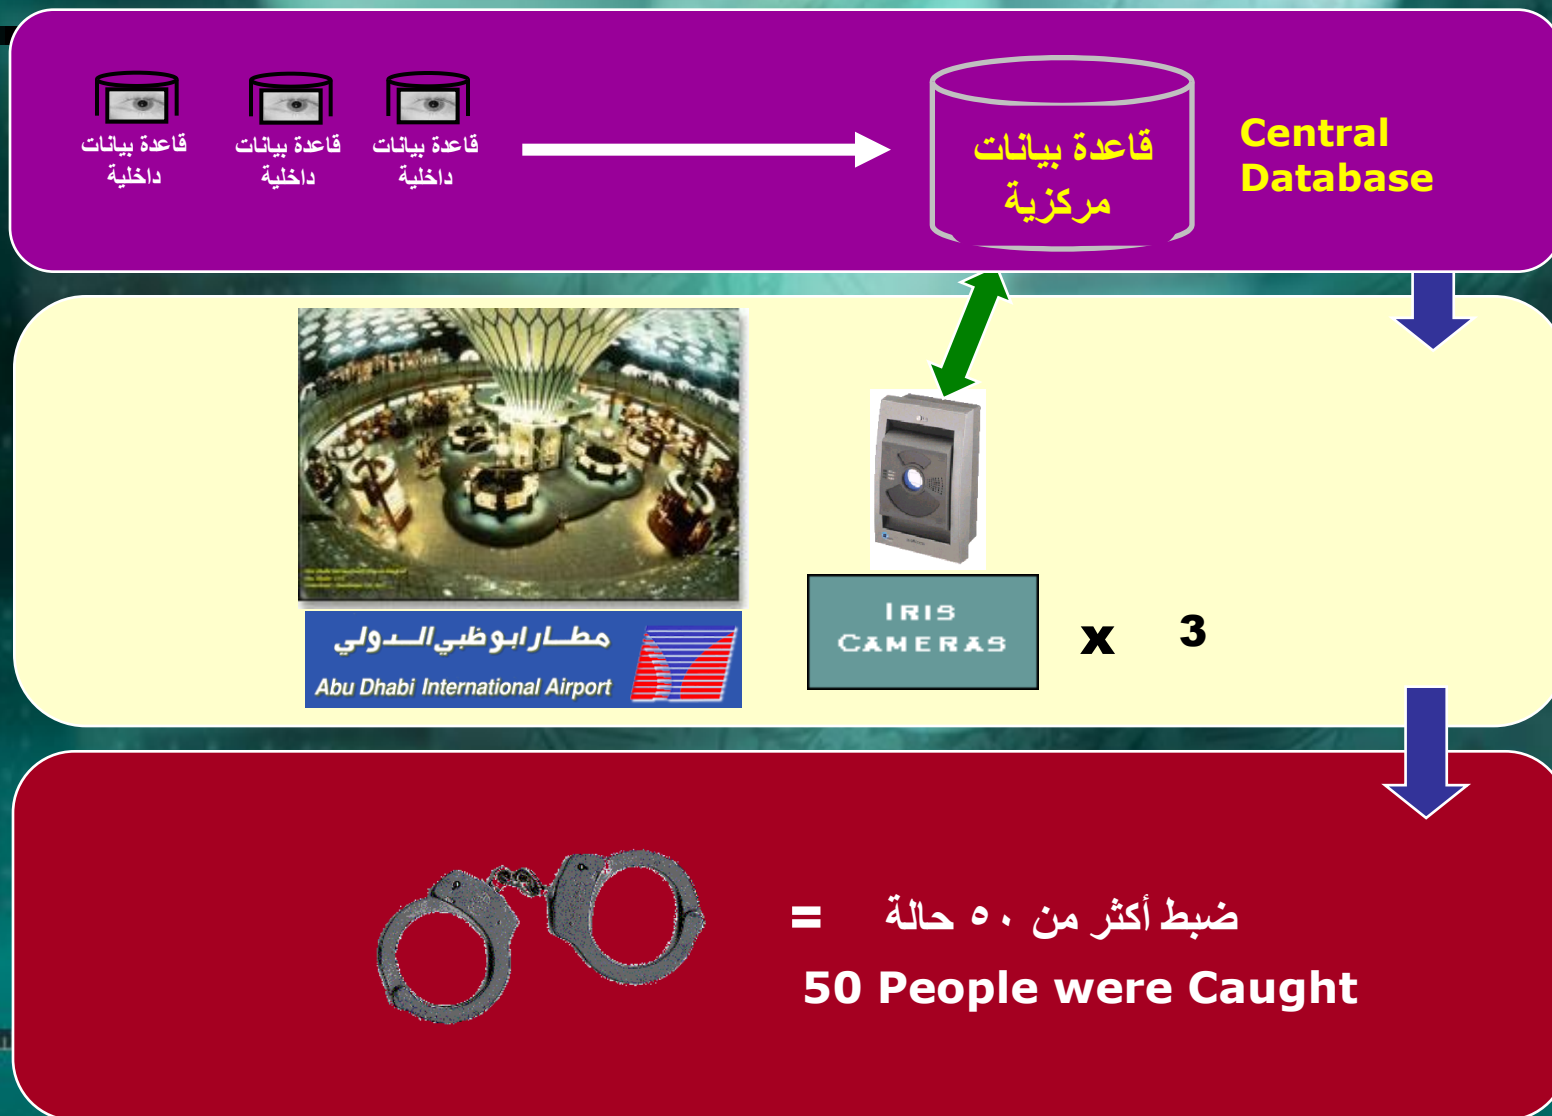 قاعدة بيانات
داخلية
قاعدة بيانات
داخلية
قاعدة بيانات
داخلية
قاعدة بيانات
مركزية
Central
Database
مطار ابوظبي الدولي
Abu Dhabi International Airport
IRIS
CAMERAS
x 3
= ضبط أكثر من ٥٠ حالة
50 People were Caught